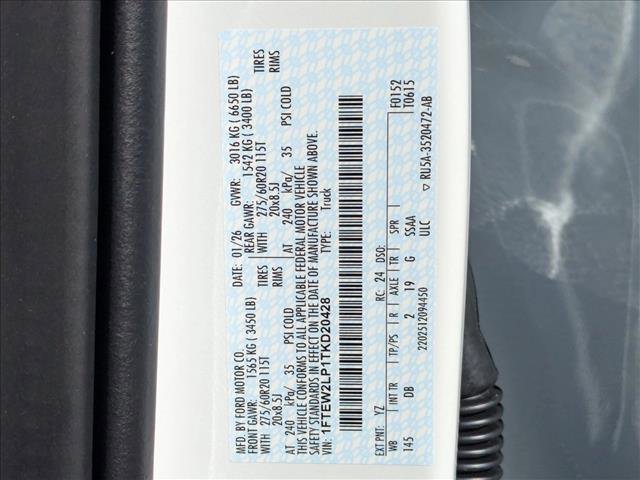 MFD. BY FORD MOTOR CO.
DATE: 01/26 GVWR: 3016 KG ( 6650 LB)
FRONT GAWR: 1565 KG ( 3450 LB) REAR GAWR: 1542 KG ( 3400 LB)
WITH 275/60R20 115T TIRES WITH 275/60R20 115T TIRES
20x8.5J RIMS 20x8.5J RIMS
AT 240 kPa/ 35 PSI COLD AT 240 kPa/ 35 PSI COLD
THIS VEHICLE CONFORMS TO ALL APPLICABLE FEDERAL MOTOR VEHICLE
SAFETY STANDARDS IN EFFECT ON THE DATE OF MANUFACTURE SHOWN ABOVE.
VIN: 1FTEW2LP1TKD20428 Truck
F0152
T0615
EXT PNT: YZ RC: 24 DSO:
WB INT TR TP/PS R AXLE TR SPR
145 DB 2 19 G SSAA
ULC
2202512094450
▽ RU5A-3520472-AB